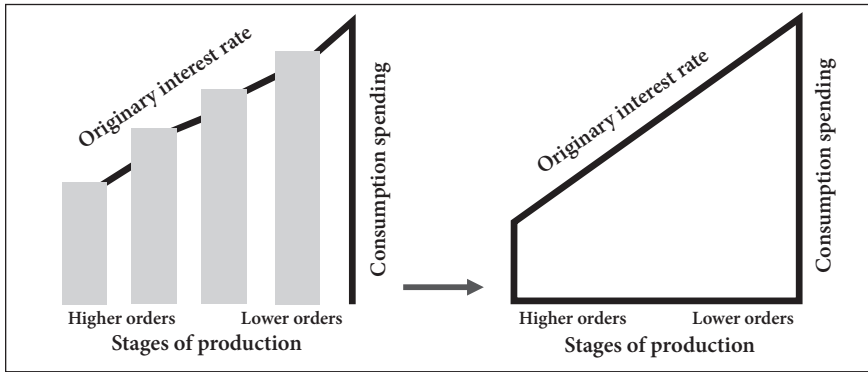 Originary interest rate
Consumption spending
Higher orders
Lower orders
Stages of production
Originary interest rate
Consumption spending
Higher orders
Lower orders
Stages of production